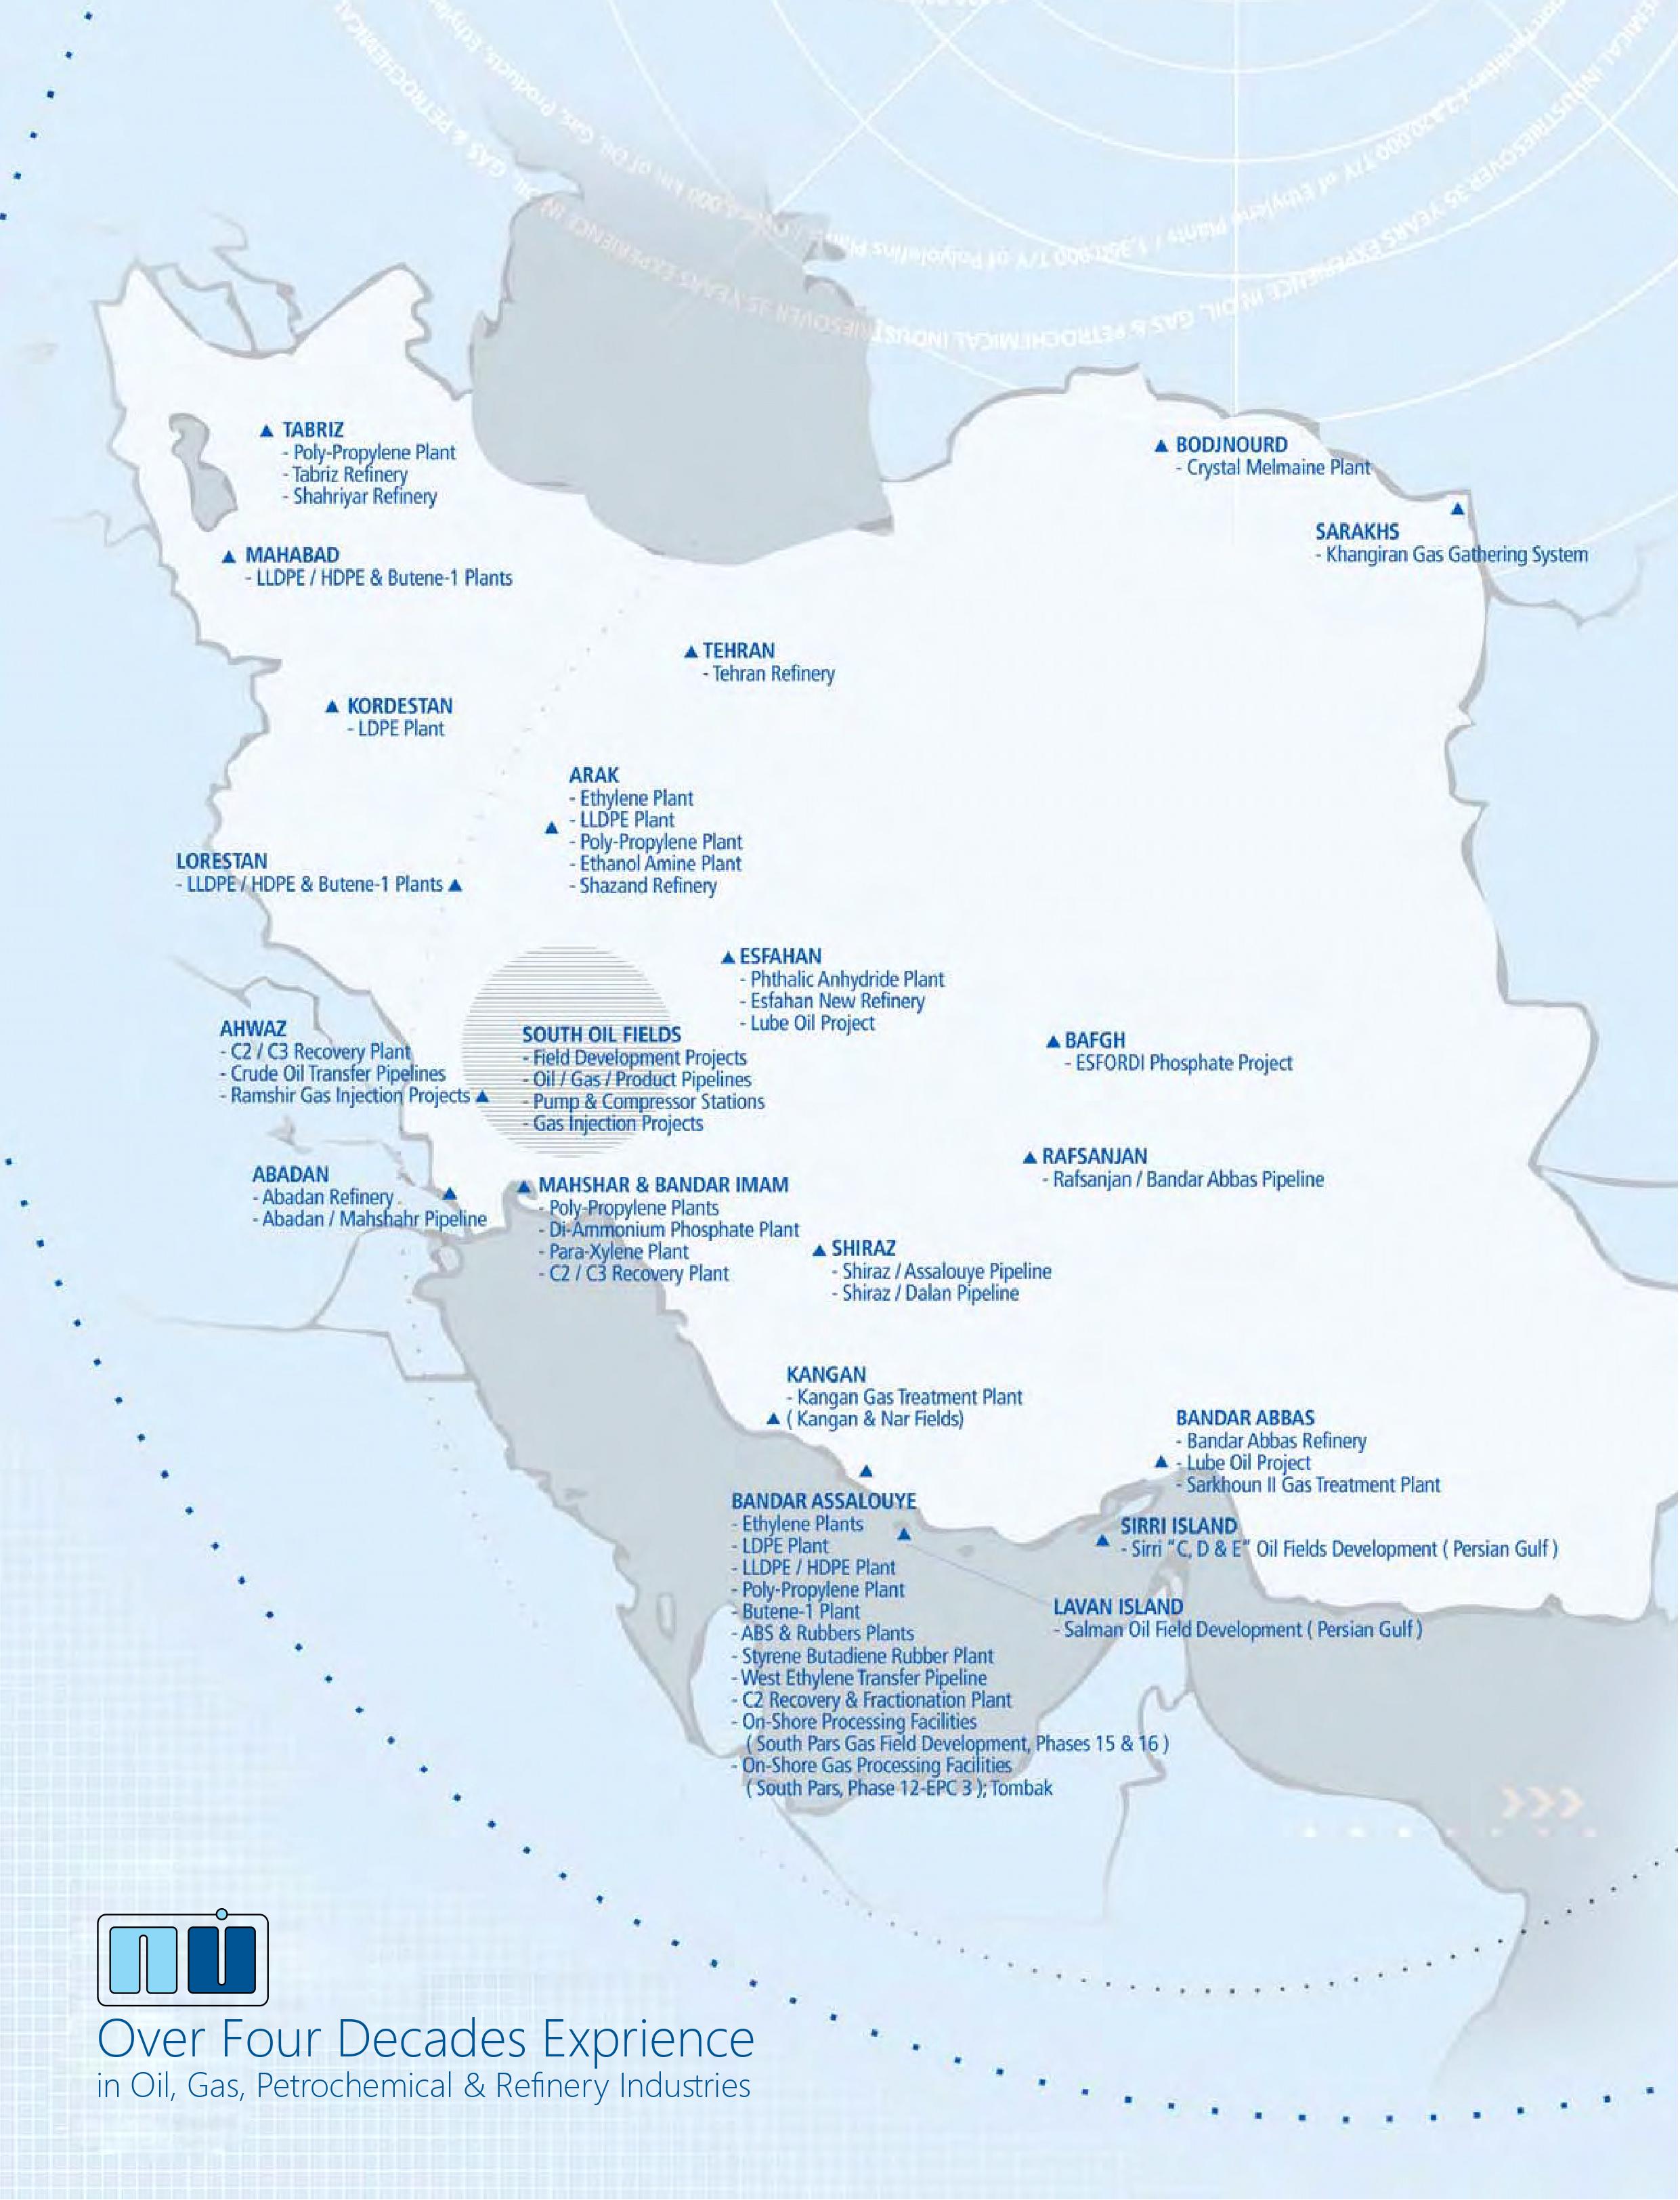 TABRIZ
- Poly-Propylene Plant
- Tabriz Refinery
- Shahriyar Refinery
BODJNOURD
- Crystal Melmaine Plant
SARAKHS
- Khangiran Gas Gathering System
MAHABAD
- LLDPE / HDPE & Butene-1 Plants
TEHRAN
- Tehran Refinery
KORDESTAN
- LDPE Plant
ARAK
- Ethylene Plant
- LLDPE Plant
- Poly-Propylene Plant
- Ethanol Amine Plant
- Shazand Refinery
LORESTAN
- LLDPE / HDPE & Butene-1 Plants
ESFAHAN
- Phthalic Anhydride Plant
- Esfahan New Refinery
- Lube Oil Project
AHWAZ
- C2 / C3 Recovery Plant
- Crude Oil Transfer Pipelines
- Ramshir Gas Injection Projects
SOUTH OIL FIELDS
- Field Development Projects
- Oil / Gas / Product Pipelines
- Pump & Compressor Stations
- Gas Injection Projects
BAFGH
- ESFORDI Phosphate Project
RAFSANJAN
- Rafsanjan / Bandar Abbas Pipeline
ABADAN
- Abadan Refinery
- Abadan / Mahshahr Pipeline
MAHSHAR & BANDAR IMAM
- Poly-Propylene Plants
- Di-Ammonium Phosphate Plant
- Para-Xylene Plant
- C2 / C3 Recovery Plant
SHIRAZ
- Shiraz / Assalouye Pipeline
- Shiraz / Dalan Pipeline
KANGAN
- Kangan Gas Treatment Plant
( Kangan & Nar Fields)
BANDAR ABBAS
- Bandar Abbas Refinery
- Lube Oil Project
- Sarkhoun II Gas Treatment Plant
SIRRI ISLAND
- Sirri "C, D & E" Oil Fields Development ( Persian Gulf )
LAVAN ISLAND
- Salman Oil Field Development ( Persian Gulf )
BANDAR ASSALOUYE
- Ethylene Plants
- LDPE Plant
- LLDPE / HDPE Plant
- Poly-Propylene Plant
- Butene-1 Plant
- ABS & Rubbers Plants
- Styrene Butadiene Rubber Plant
- West Ethylene Transfer Pipeline
- C2 Recovery & Fractionation Plant
- On-Shore Processing Facilities
( South Pars Gas Field Development, Phases 15 & 16 )
- On-Shore Gas Processing Facilities
( South Pars, Phase 12-EPC 3 ); Tombak
Over Four Decades Exprience
in Oil, Gas, Petrochemical & Refinery Industries